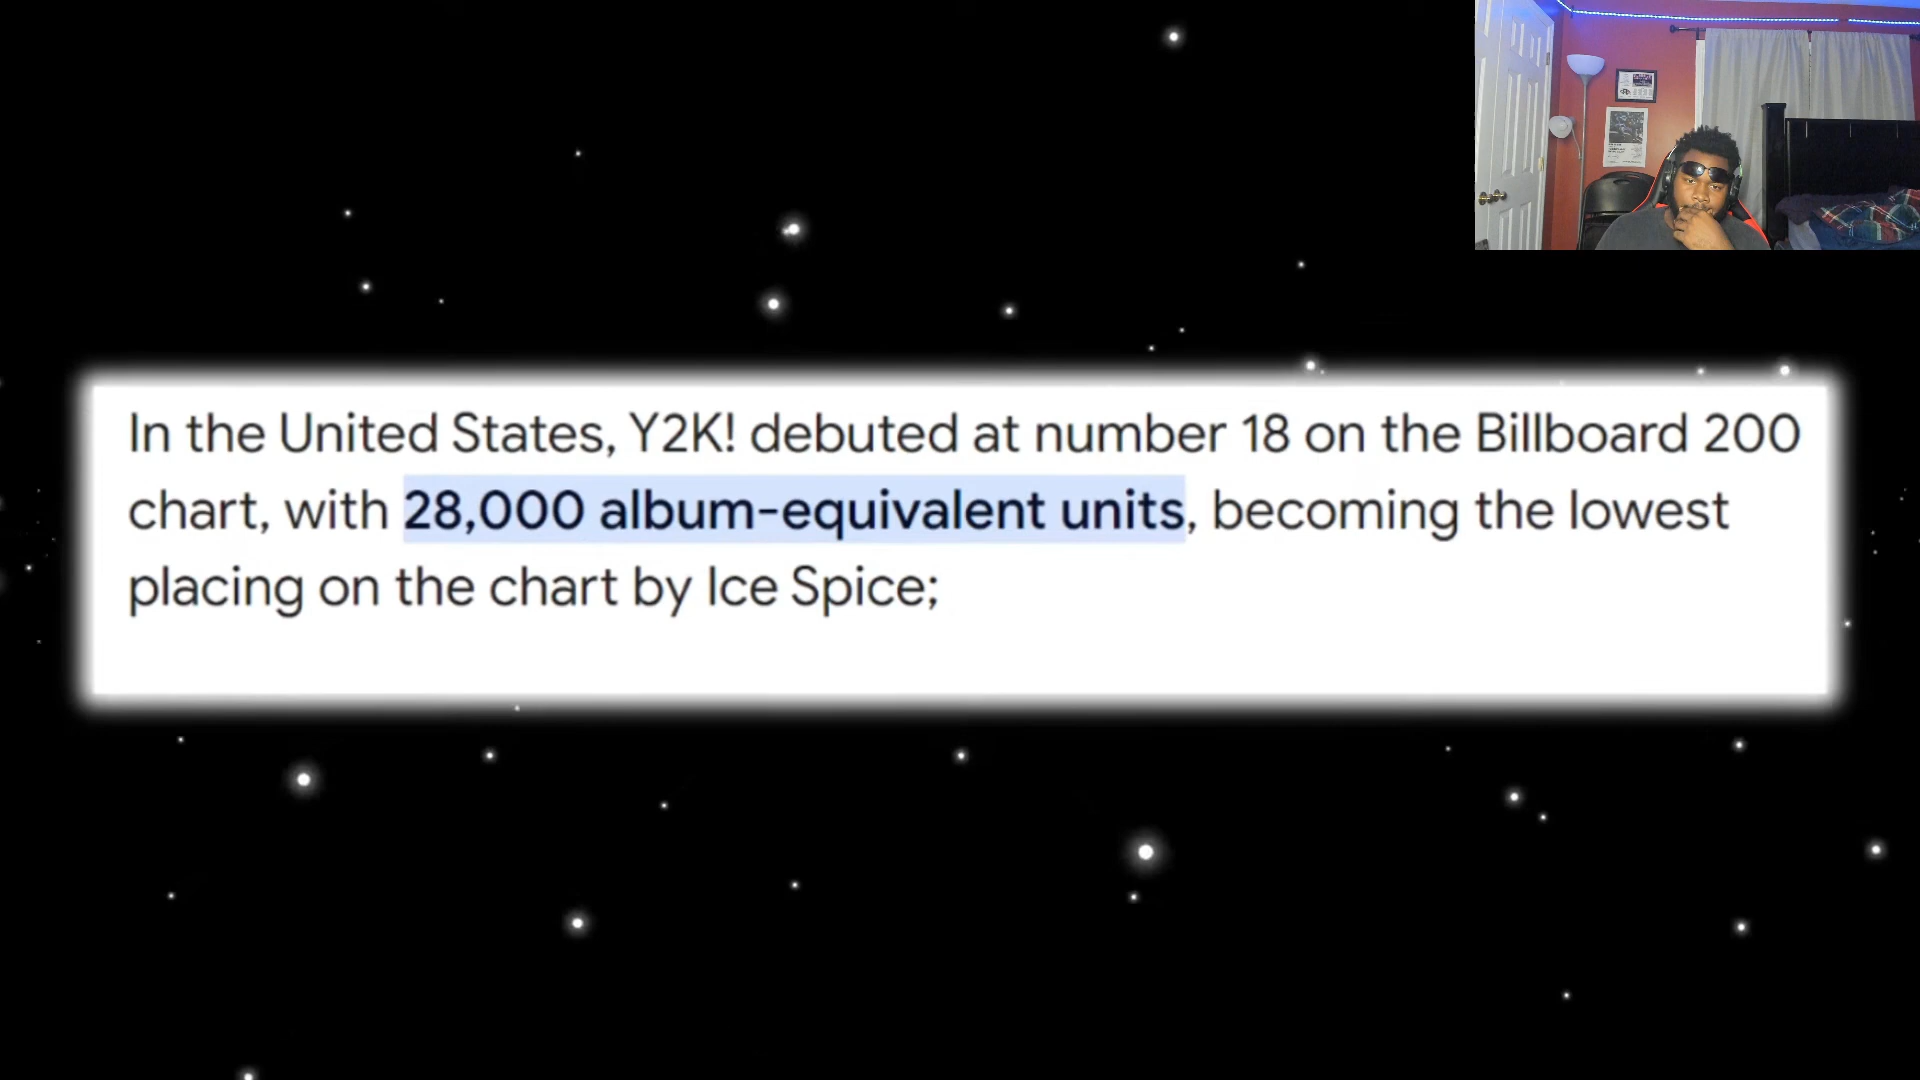 In the United States, Y2K! debuted at number 18 on the Billboard 200
chart, with 28,000 album-equivalent units, becoming the lowest
placing on the chart by Ice Spice;